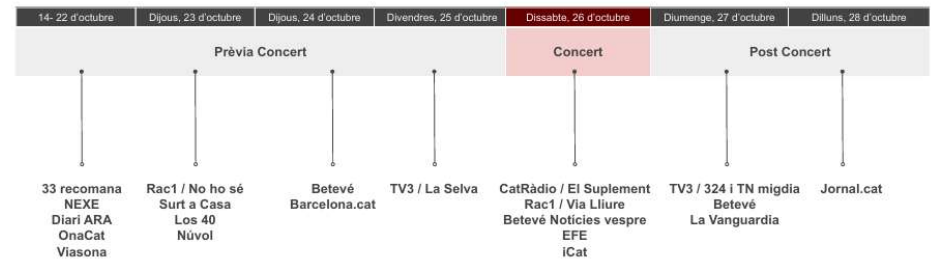 14- 22 d'octubre
Dijous, 23 d'octubre
Dijous, 24 d'octubre
Divendres, 25 d'octubre
Dissabte, 26 d'octubre
Diumenge, 27 d'octubre
Dilluns, 28 d'octubre
Prèvia Concert
Concert
Post Concert
33 recomana
NEXE
Diari ARA
OnaCat
Viasona
Rac1 / No ho sé
Surt a Casa
Los 40
Núvol
Betevé
Barcelona.cat
TV3 / La Selva
CatRàdio / El Suplement
Rac1 / Via Lliure
Betevé Notícies vespre
EFE
iCat
TV3 / 324 i TN migdia
Betevé
La Vanguardia
Jornal.cat